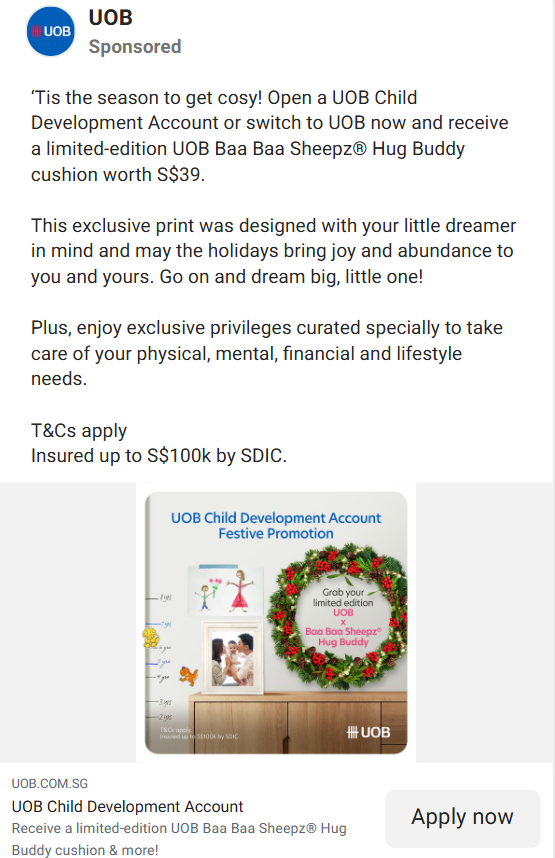 UOB
UOB
Sponsored
‘Tis the season to get cosy! Open a UOB Child
Development Account or switch to UOB now and receive
a limited-edition UOB Baa Baa Sheepz® Hug Buddy
cushion worth S$39.
This exclusive print was designed with your little dreamer
in mind and may the holidays bring joy and abundance to
you and yours. Go on and dream big, little one!
Plus, enjoy exclusive privileges curated specially to take
care of your physical, mental, financial and lifestyle
needs.
T&Cs apply
Insured up to S$100k by SDIC.
UOB Child Development Account
Festive Promotion
Grab your
limited edition
UOB
x
Baa Baa Sheepz®
Hug Buddy
4 yrs
3 yrs
2 yrs
T&Cs apply.
Insured up to S$100k by SDIC.
UOB
UOB.COM.SG
UOB Child Development Account
Receive a limited-edition UOB Baa Baa Sheepz® Hug
Buddy cushion & more!
Apply now